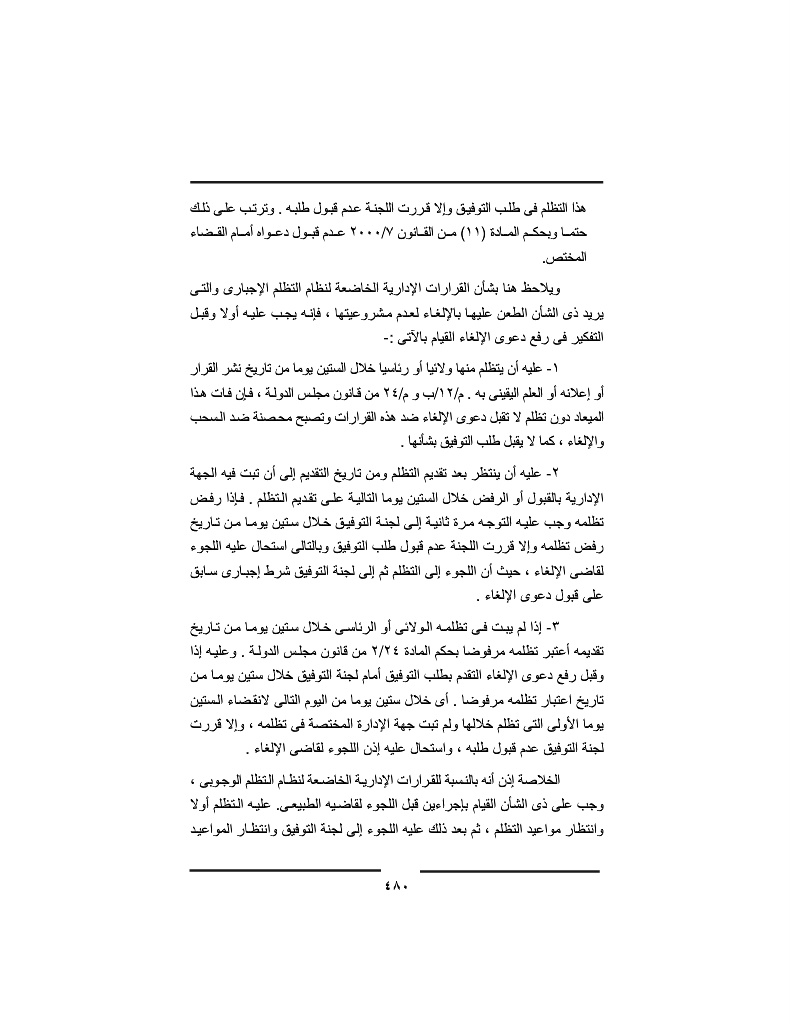 هذا التظلم فى طلب التوفيق وإلا قررت اللجنة عدم قبول طلبه . وترتب على ذلك
حتما وبحكم المادة (١١) من القانون ٢٠٠٠/٧ عدم قبول دعواه أمام القضاء
المختص.
ويلاحظ هنا بشأن القرارات الإدارية الخاضعة لنظام التظلم الإجبارى والتى
يريد ذى الشأن الطعن عليها بالإلغاء لعدم مشروعيتها ، فإنه يجب عليه أولا وقبل
التفكير فى رفع دعوى الإلغاء القيام بالآتى :-
١- عليه أن يتظلم منها ولائيا أو رئاسيا خلال الستين يوما من تاريخ نشر القرار
أو إعلانه أو العلم اليقينى به . م/١٢/ب و م/٢٤ من قانون مجلس الدولة ، فإن فات هذا
الميعاد دون تظلم لا تقبل دعوى الإلغاء ضد هذه القرارات وتصبح محصنة ضد السحب
والإلغاء ، كما لا يقبل طلب التوفيق بشأنها .
٢- عليه أن ينتظر بعد تقديم التظلم ومن تاريخ التقديم إلى أن تبت فيه الجهة
الإدارية بالقبول أو الرفض خلال الستين يوما التالية على تقديم التظلم . فإذا رفض
تظلمه وجب عليه التوجه مرة ثانية إلى لجنة التوفيق خلال ستين يوما من تاريخ
رفض تظلمه وإلا قررت اللجنة عدم قبول طلب التوفيق وبالتالى استحال عليه اللجوء
لقاضى الإلغاء ، حيث أن اللجوء إلى التظلم ثم إلى لجنة التوفيق شرط إجبارى سابق
على قبول دعوى الإلغاء .
٣- إذا لم يبت فى تظلمه الولائى أو الرئاسى خلال ستين يوما من تاريخ
تقديمه أعتبر تظلمه مرفوضا بحكم المادة ٢/٢٤ من قانون مجلس الدولة . وعليه إذا
وقبل رفع دعوى الإلغاء التقدم بطلب التوفيق أمام لجنة التوفيق خلال ستين يوما من
تاريخ اعتبار تظلمه مرفوضا . أى خلال ستين يوما من اليوم التالى لانقضاء الستين
يوما الأولى التى تظلم خلالها ولم تبت جهة الإدارة المختصة فى تظلمه ، وإلا قررت
لجنة التوفيق عدم قبول طلبه ، واستحال عليه إذن اللجوء لقاضى الإلغاء .
الخلاصة إذن أنه بالنسبة للقرارات الإدارية الخاضعة لنظام التظلم الوجوبى ،
وجب على ذى الشأن القيام بإجراءين قبل اللجوء لقاضيه الطبيعى. عليه التظلم أولا
وانتظار مواعيد التظلم ، ثم بعد ذلك عليه اللجوء إلى لجنة التوفيق وانتظار المواعيد
٤٨٠